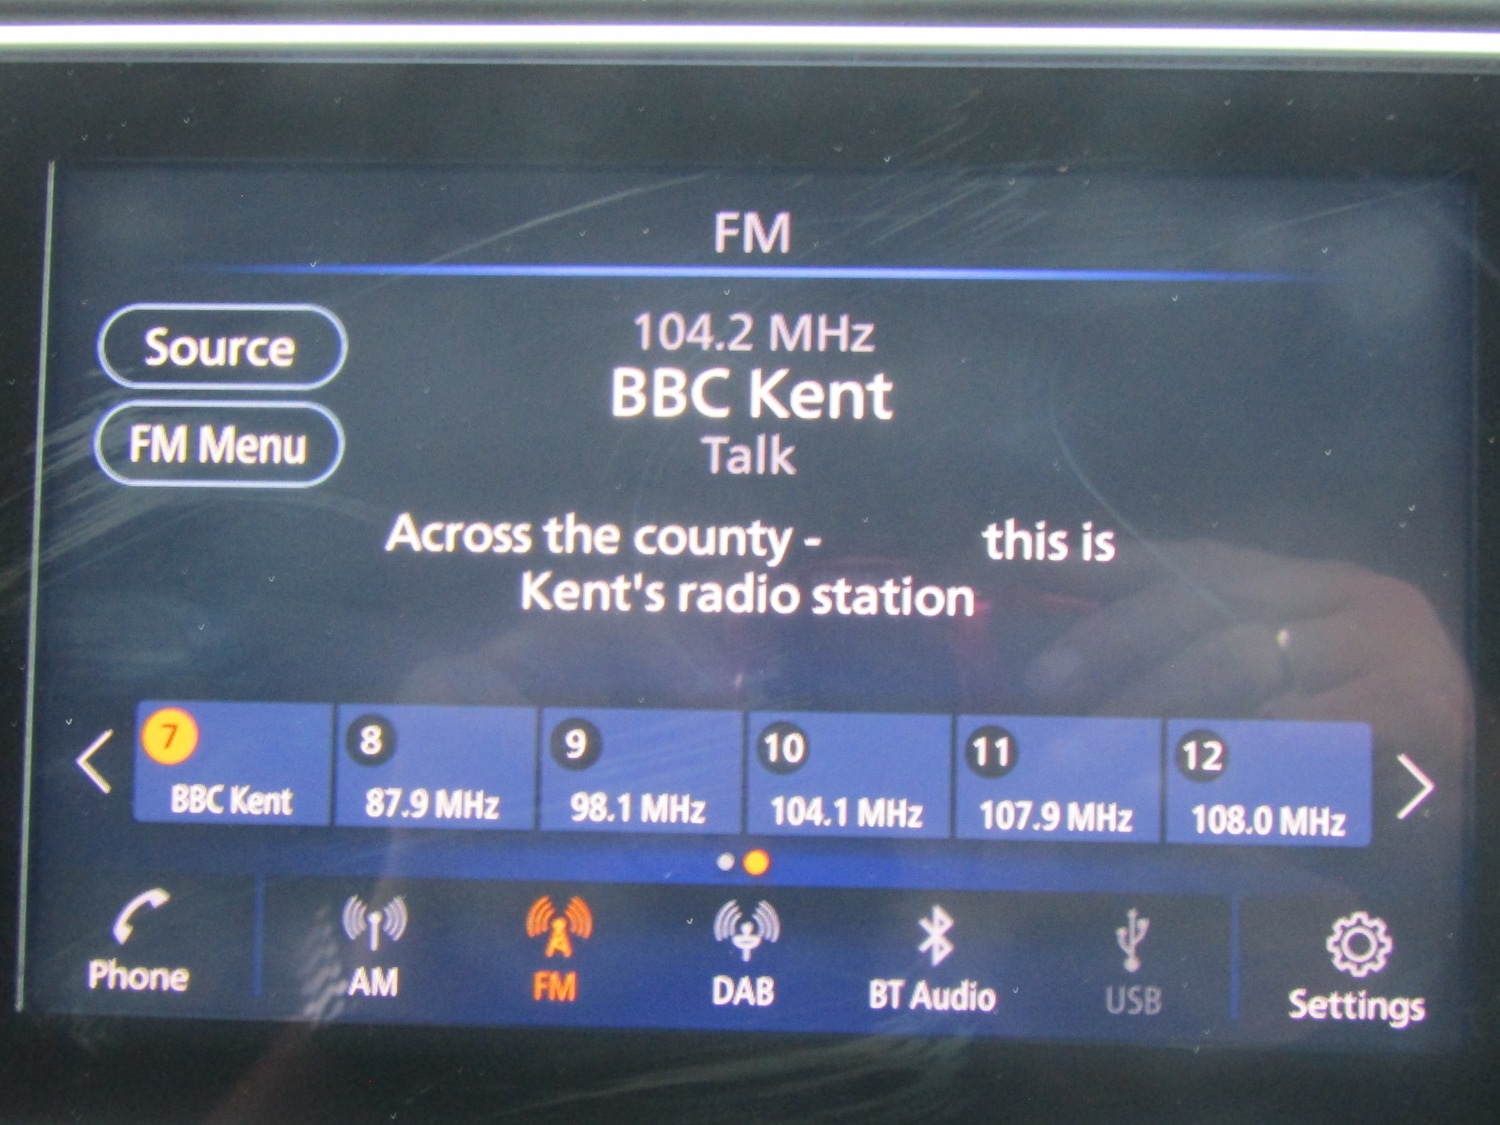 FM
Source
104.2 MHz
BBC Kent
FM Menu
Talk
Across the county - this is
Kent's radio station
7
BBC Kent
8
87.9 MHz
9
98.1 MHz
10
104.1 MHz
11
107.9 MHz
12
108.0 MHz
Phone
AM
FM
DAB
BT Audio
USB
Settings